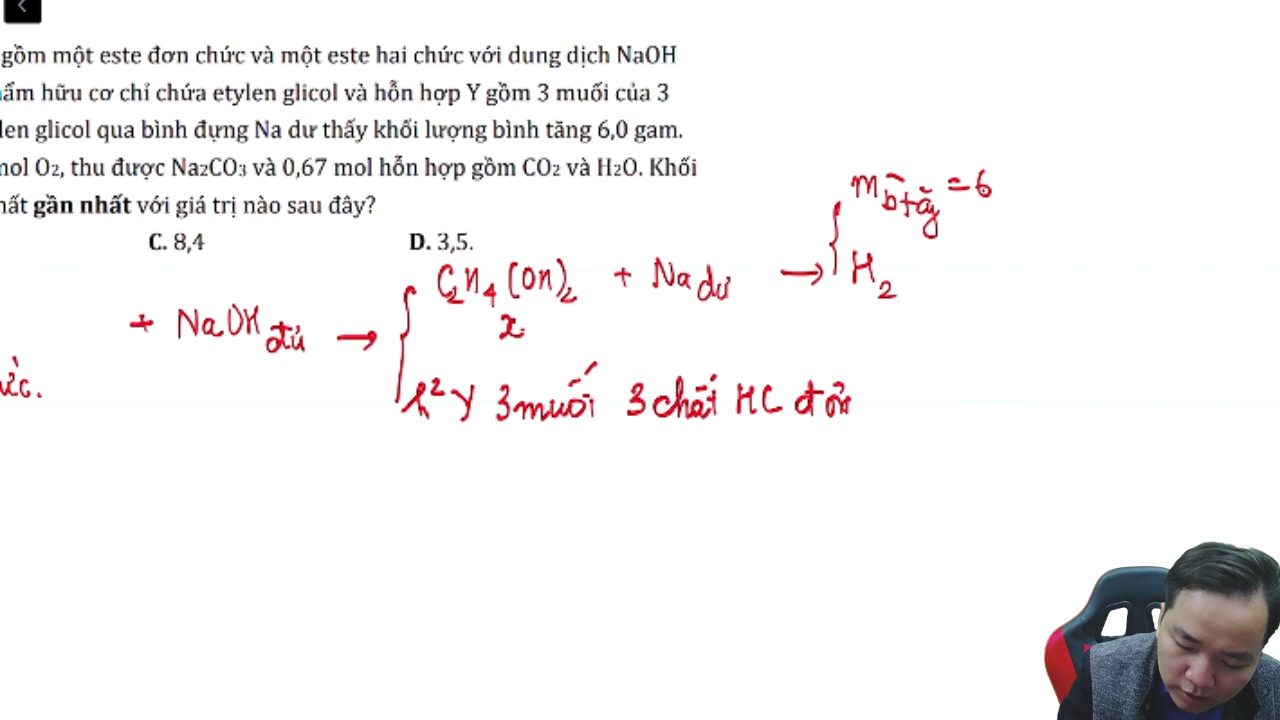 gồm một este đơn chức và một este hai chức với dung dịch NaOH
ẩm hữu cơ chỉ chứa etylen glicol và hỗn hợp Y gồm 3 muối của 3
len glicol qua bình đựng Na dư thấy khối lượng bình tăng 6,0 gam.
mol O₂, thu được Na₂CO₃ và 0,67 mol hỗn hợp gồm CO₂ và H₂O. Khối
hất gần nhất với giá trị nào sau đây?
C. 8,4 D. 3,5.
m b tăng = 6
C₂H₄(OH)₂ + Na dư → H₂
+ NaOH đủ →
x
ức.
h² Y 3 muối 3 chất HC đơn